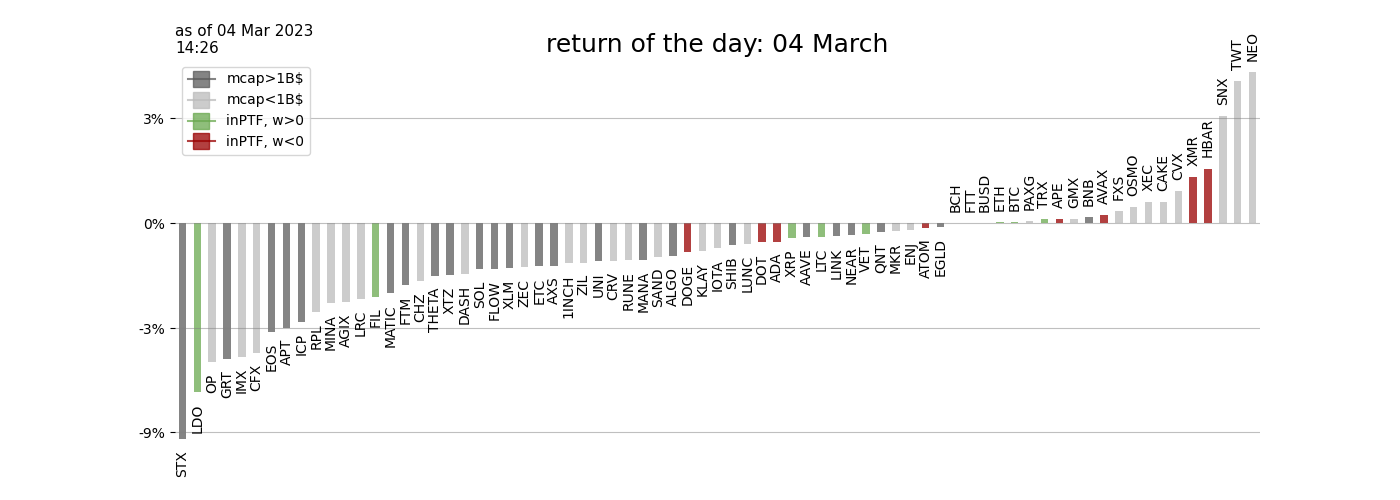 as of 04 Mar 2023
14:26
return of the day: 04 March
mcap>1B$
mcap<1B$
inPTF, w>0
inPTF, w<0
3%
0%
-3%
-9%
STX
LDO
OP
GRT
IMX
CFX
EOS
APT
ICP
RPL
MINA
AGIX
LRC
FIL
MATIC
FTM
CHZ
THETA
XTZ
DASH
SOL
FLOW
XLM
ZEC
ETC
AXS
1INCH
ZIL
UNI
CRV
RUNE
MANA
SAND
ALGO
DOGE
KLAY
IOTA
SHIB
LUNC
DOT
ADA
XRP
AAVE
LTC
LINK
NEAR
VET
QNT
MKR
ENJ
ATOM
EGLD
BCH
FTT
BUSD
ETH
BTC
PAXG
TRX
APE
GMX
BNB
AVAX
FXS
OSMO
XEC
CAKE
CVX
XMR
HBAR
SNX
TWT
NEO